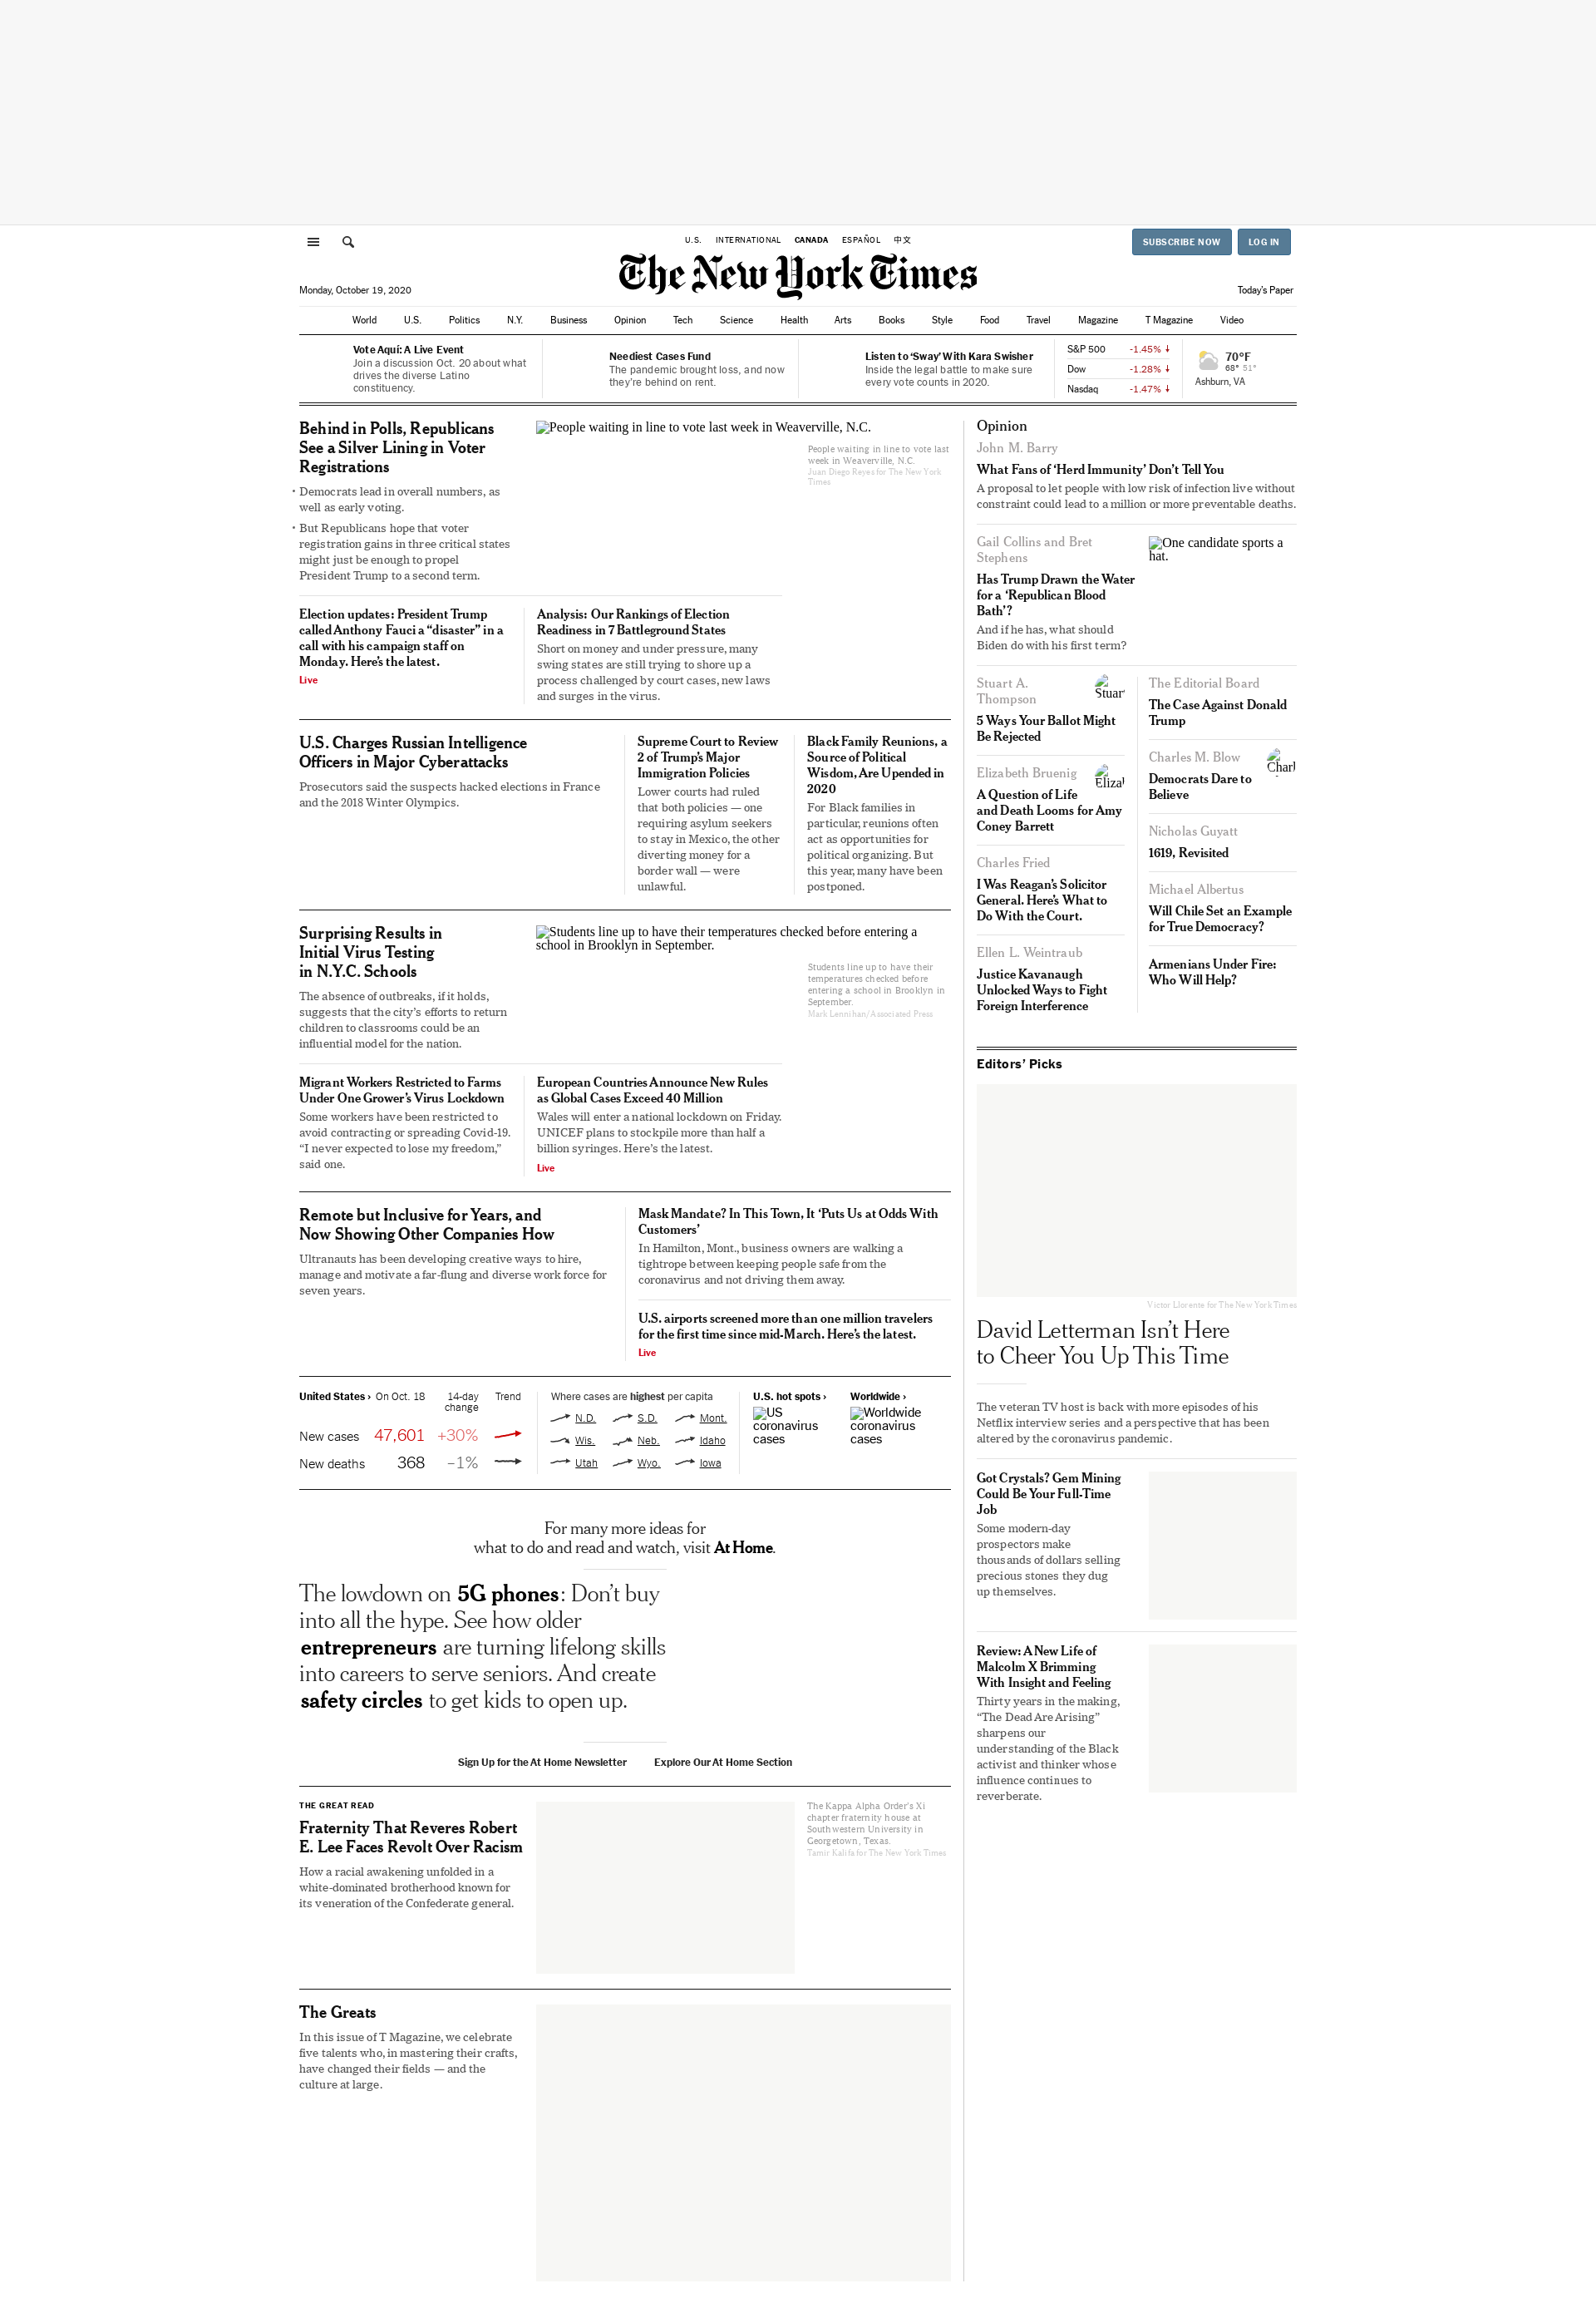 U.S. INTERNATIONAL CANADA ESPAÑOL 中文
SUBSCRIBE NOW LOG IN
The New York Times
Monday, October 19, 2020
Today's Paper
World U.S. Politics N.Y. Business Opinion Tech Science Health Arts Books Style Food Travel Magazine T Magazine Video
Vote Aquí: A Live Event
Join a discussion Oct. 20 about what
drives the diverse Latino
constituency.
Neediest Cases Fund
The pandemic brought loss, and now
they're behind on rent.
Listen to ‘Sway’ With Kara Swisher
Inside the legal battle to make sure
every vote counts in 2020.
S&P 500 -1.45%
Dow -1.28%
Nasdaq -1.47%
70°F
68° 51°
Ashburn, VA
Behind in Polls, Republicans
See a Silver Lining in Voter
Registrations
• Democrats lead in overall numbers, as
well as early voting.
• But Republicans hope that voter
registration gains in three critical states
might just be enough to propel
President Trump to a second term.
People waiting in line to vote last week in Weaverville, N.C.
People waiting in line to vote last
week in Weaverville, N.C.
Juan Diego Reyes for The New York
Times
Election updates: President Trump
called Anthony Fauci a “disaster” in a
call with his campaign staff on
Monday. Here’s the latest.
Live
Analysis: Our Rankings of Election
Readiness in 7 Battleground States
Short on money and under pressure, many
swing states are still trying to shore up a
process challenged by court cases, new laws
and surges in the virus.
U.S. Charges Russian Intelligence
Officers in Major Cyberattacks
Prosecutors said the suspects hacked elections in France
and the 2018 Winter Olympics.
Supreme Court to Review
2 of Trump’s Major
Immigration Policies
Lower courts had ruled
that both policies — one
requiring asylum seekers
to stay in Mexico, the other
diverting money for a
border wall — were
unlawful.
Black Family Reunions, a
Source of Political
Wisdom, Are Upended in
2020
For Black families in
particular, reunions often
act as opportunities for
political organizing. But
this year, many have been
postponed.
Surprising Results in
Initial Virus Testing
in N.Y.C. Schools
The absence of outbreaks, if it holds,
suggests that the city’s efforts to return
children to classrooms could be an
influential model for the nation.
Students line up to have their temperatures checked before entering a
school in Brooklyn in September.
Students line up to have their
temperatures checked before
entering a school in Brooklyn in
September.
Mark Lennihan/Associated Press
Migrant Workers Restricted to Farms
Under One Grower’s Virus Lockdown
Some workers have been restricted to
avoid contracting or spreading Covid-19.
“I never expected to lose my freedom,”
said one.
European Countries Announce New Rules
as Global Cases Exceed 40 Million
Wales will enter a national lockdown on Friday.
UNICEF plans to stockpile more than half a
billion syringes. Here’s the latest.
Live
Remote but Inclusive for Years, and
Now Showing Other Companies How
Ultranauts has been developing creative ways to hire,
manage and motivate a far-flung and diverse work force for
seven years.
Mask Mandate? In This Town, It ‘Puts Us at Odds With
Customers’
In Hamilton, Mont., business owners are walking a
tightrope between keeping people safe from the
coronavirus and not driving them away.
U.S. airports screened more than one million travelers
for the first time since mid-March. Here’s the latest.
Live
United States › On Oct. 18 14-day Trend
change
New cases 47,601 +30%
New deaths 368 –1%
Where cases are highest per capita
N.D. S.D. Mont.
Wis. Neb. Idaho
Utah Wyo. Iowa
U.S. hot spots ›
US
coronavirus
cases
Worldwide ›
Worldwide
coronavirus
cases
For many more ideas for
what to do and read and watch, visit At Home.
The lowdown on 5G phones: Don’t buy
into all the hype. See how older
entrepreneurs are turning lifelong skills
into careers to serve seniors. And create
safety circles to get kids to open up.
Sign Up for the At Home Newsletter Explore Our At Home Section
THE GREAT READ
Fraternity That Reveres Robert
E. Lee Faces Revolt Over Racism
How a racial awakening unfolded in a
white-dominated brotherhood known for
its veneration of the Confederate general.
The Kappa Alpha Order’s Xi
chapter fraternity house at
Southwestern University in
Georgetown, Texas.
Tamir Kalifa for The New York Times
The Greats
In this issue of T Magazine, we celebrate
five talents who, in mastering their crafts,
have changed their fields — and the
culture at large.
Opinion
John M. Barry
What Fans of ‘Herd Immunity’ Don’t Tell You
A proposal to let people with low risk of infection live without
constraint could lead to a million or more preventable deaths.
Gail Collins and Bret
Stephens
Has Trump Drawn the Water
for a ‘Republican Blood
Bath’?
And if he has, what should
Biden do with his first term?
One candidate sports a
hat.
Stuart A.
Thompson
Stuart
5 Ways Your Ballot Might
Be Rejected
Elizabeth Bruenig
A Question of Life
and Death Looms for Amy
Coney Barrett
Charles Fried
I Was Reagan’s Solicitor
General. Here’s What to
Do With the Court.
Ellen L. Weintraub
Justice Kavanaugh
Unlocked Ways to Fight
Foreign Interference
The Editorial Board
The Case Against Donald
Trump
Charles M. Blow
Democrats Dare to
Believe
Nicholas Guyatt
1619, Revisited
Michael Albertus
Will Chile Set an Example
for True Democracy?
Armenians Under Fire:
Who Will Help?
Editors’ Picks
Victor Llorente for The New York Times
David Letterman Isn’t Here
to Cheer You Up This Time
The veteran TV host is back with more episodes of his
Netflix interview series and a perspective that has been
altered by the coronavirus pandemic.
Got Crystals? Gem Mining
Could Be Your Full-Time
Job
Some modern-day
prospectors make
thousands of dollars selling
precious stones they dug
up themselves.
Review: A New Life of
Malcolm X Brimming
With Insight and Feeling
Thirty years in the making,
“The Dead Are Arising”
sharpens our
understanding of the Black
activist and thinker whose
influence continues to
reverberate.